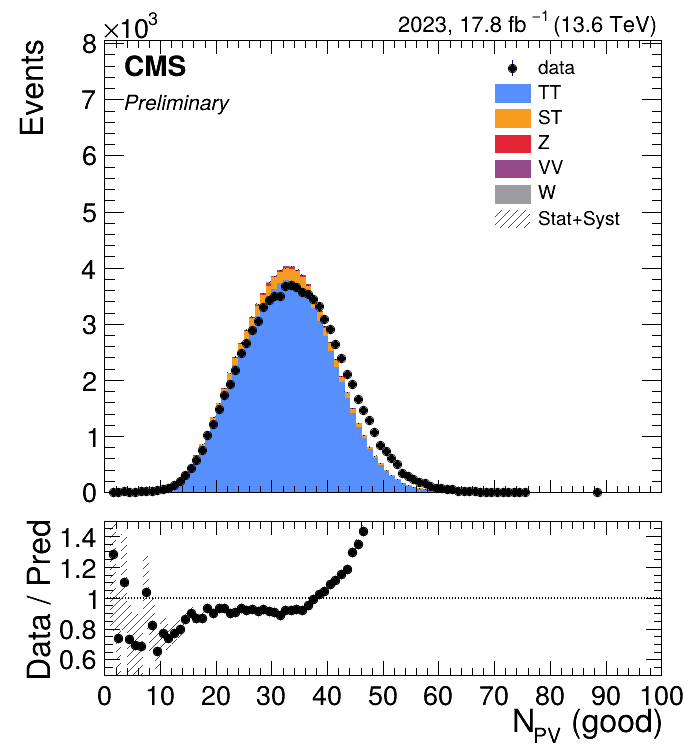 ×10³
2023, 17.8 fb⁻¹ (13.6 TeV)
CMS
Preliminary
Events
8
7
6
5
4
3
2
1
0
data
TT
ST
Z
VV
W
Stat+Syst
Data / Pred
1.4
1.2
1
0.8
0.6
0 10 20 30 40 50 60 70 80 90 100
N_PV (good)